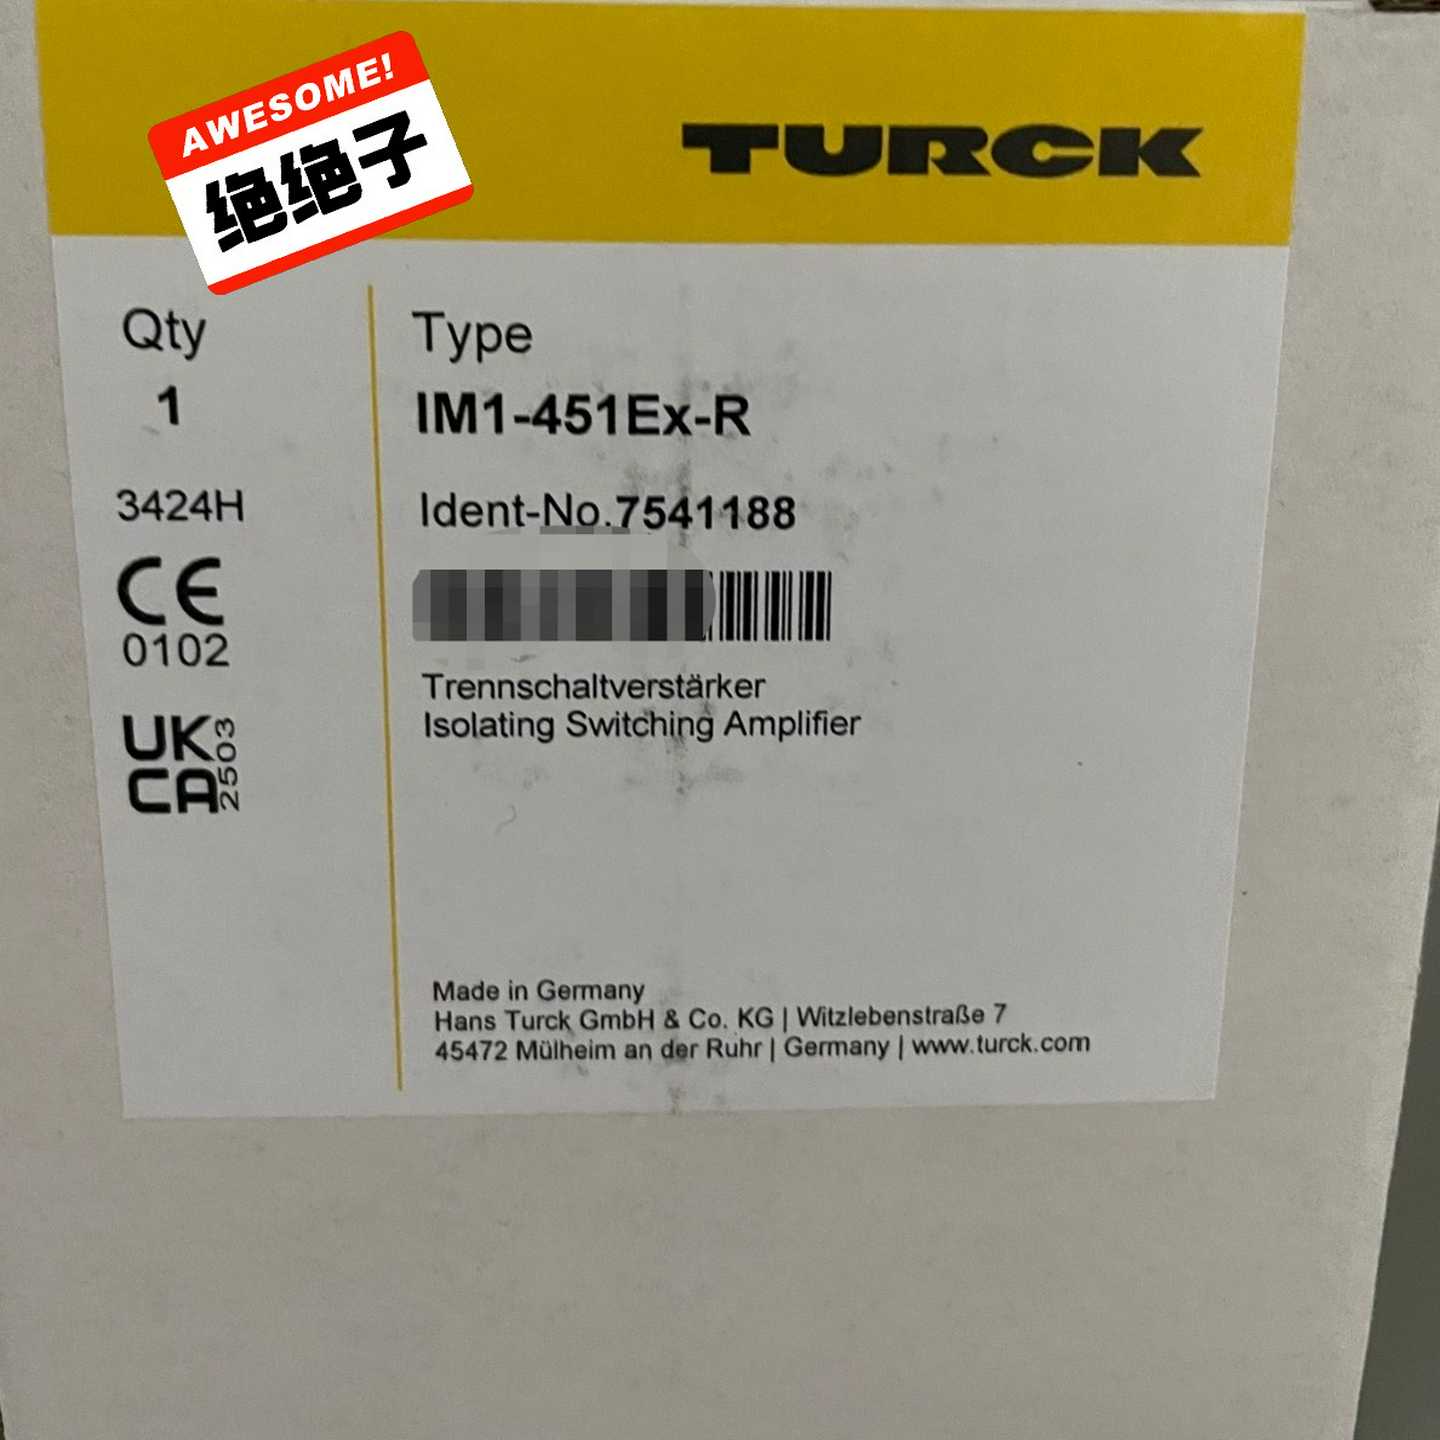 AWESOME!
绝绝子
TURCK
Qty
1
3424H
CE
0102
UK
CA
2503
Type
IM1-451Ex-R
Ident-No.7541188
Trennschaltverstärker
Isolating Switching Amplifier
Made in Germany
Hans Turck GmbH & Co. KG | Witzlebenstraße 7
45472 Mülheim an der Ruhr | Germany | www.turck.com